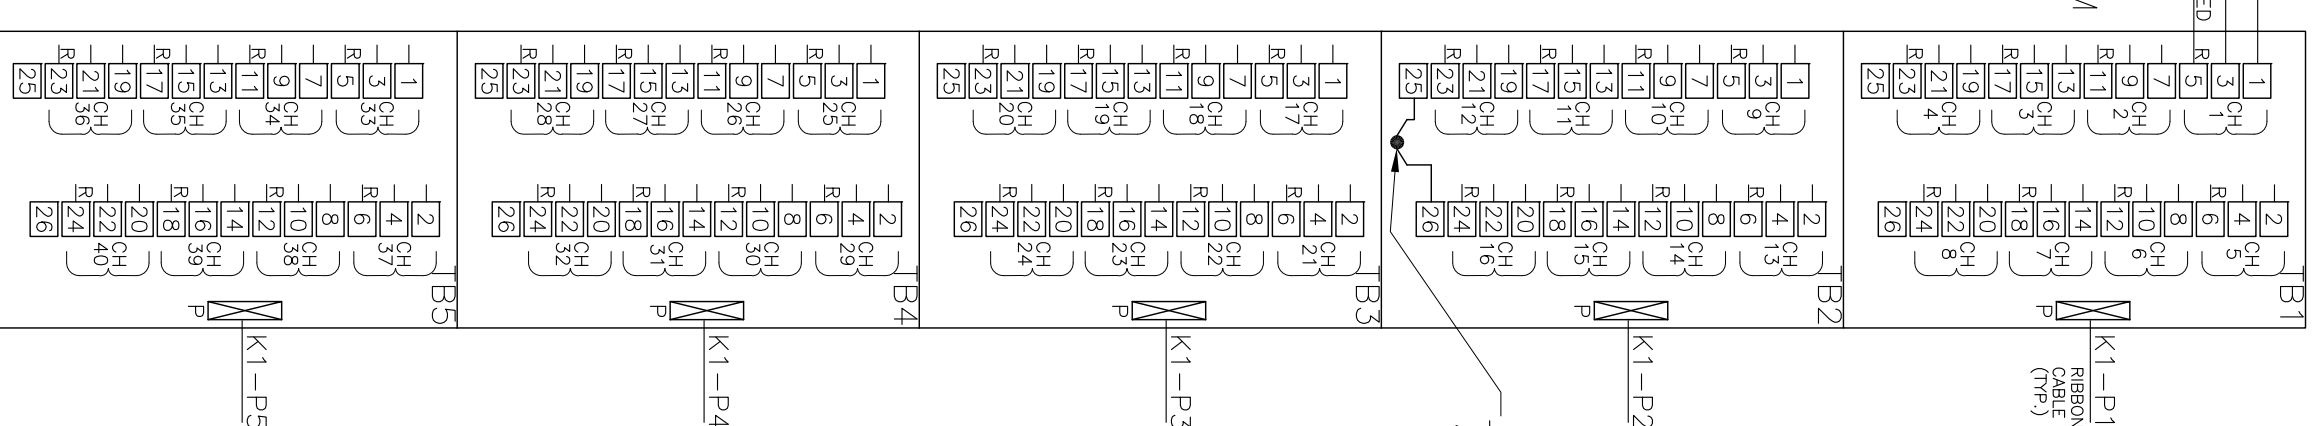 ED
TB1
1
3 CH 1
R 5
7
9 CH 2
R 11
13
15 CH 3
R 17
19
21 CH 4
R 23
25
2
4 CH 5
R 6
8
10 CH 6
R 12
14
16 CH 7
R 18
20
22 CH 8
R 24
26
P
K1-P1
RIBBON
CABLE
(TYP.)
TB2
1
3 CH 9
R 5
7
9 CH 10
R 11
13
15 CH 11
R 17
19
21 CH 12
R 23
25
2
4 CH 13
R 6
8
10 CH 14
R 12
14
16 CH 15
R 18
20
22 CH 16
R 24
26
P
K1-P2
TB3
1
3 CH 17
R 5
7
9 CH 18
R 11
13
15 CH 19
R 17
19
21 CH 20
R 23
25
2
4 CH 21
R 6
8
10 CH 22
R 12
14
16 CH 23
R 18
20
22 CH 24
R 24
26
P
K1-P3
TB4
1
3 CH 25
R 5
7
9 CH 26
R 11
13
15 CH 27
R 17
19
21 CH 28
R 23
25
2
4 CH 29
R 6
8
10 CH 30
R 12
14
16 CH 31
R 18
20
22 CH 32
R 24
26
P
K1-P4
TB5
1
3 CH 33
R 5
7
9 CH 34
R 11
13
15 CH 35
R 17
19
21 CH 36
R 23
25
2
4 CH 37
R 6
8
10 CH 38
R 12
14
16 CH 39
R 18
20
22 CH 40
R 24
26
P
K1-P5